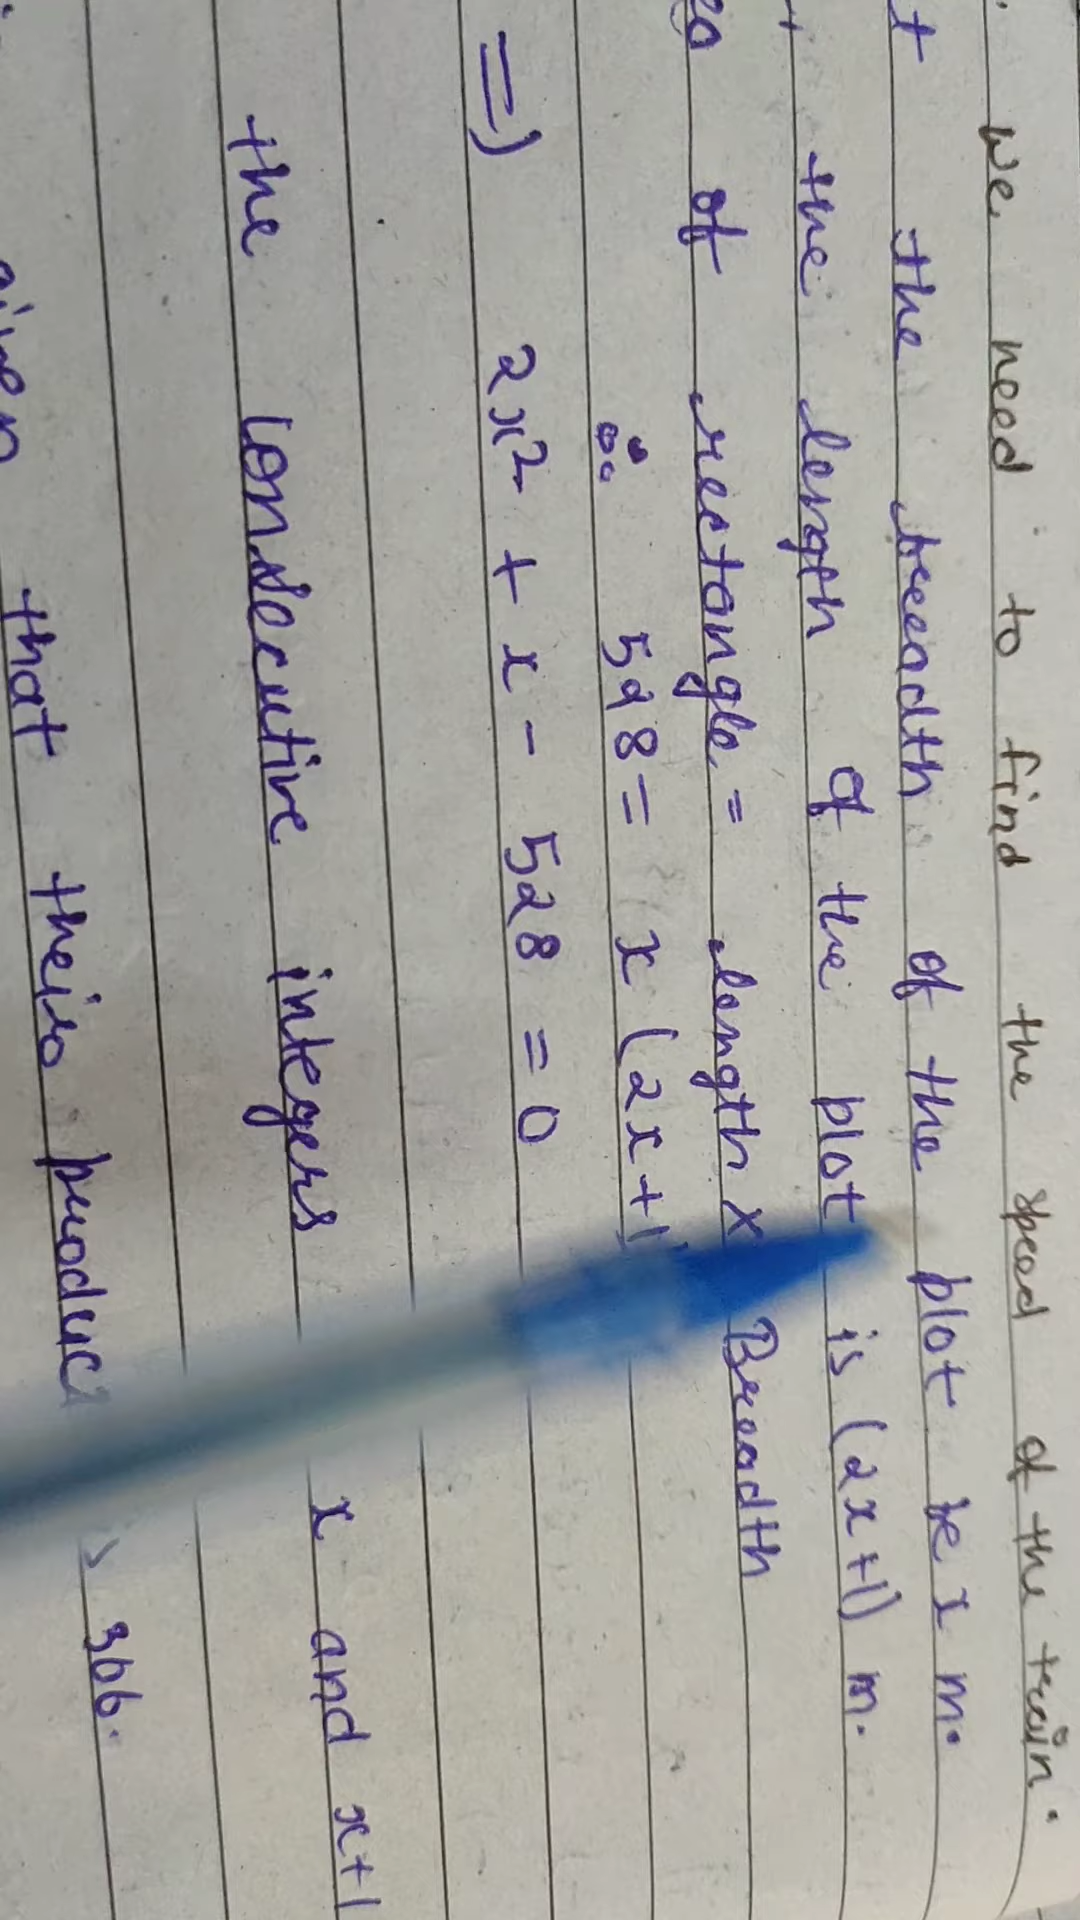 . We need to find the speed of the train.
t the breadth of the plot be x m.
the length of the plot is (2x+1) m.
of rectangle = length x Breadth
∴ 528 = x (2x+1
=) 2x² + x - 528 = 0
the consecutive integers x and x+1
given that their produc 306.